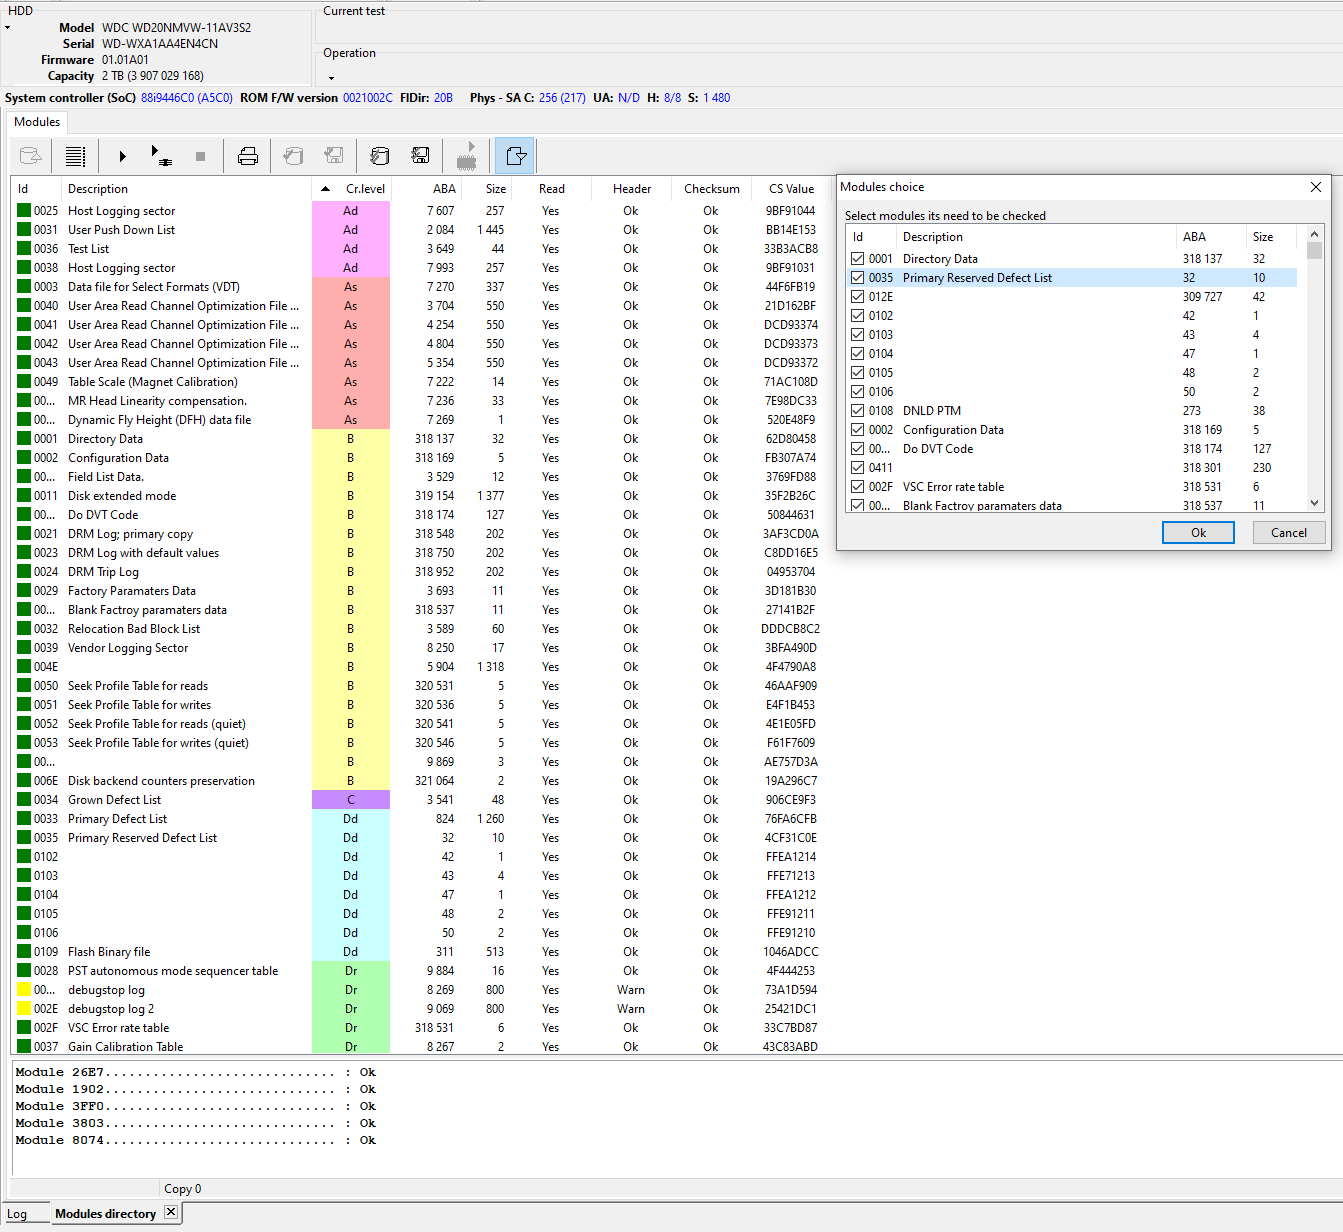 HDD
Model WDC WD20NMVW-11AV3S2
Serial WD-WXA1AA4EN4CN
Firmware 01.01A01
Capacity 2 TB (3 907 029 168)
Current test
Operation
System controller (SoC) 88i9446C0 (A5C0) ROM F/W version 0021002C FIDir: 20B Phys - SA C: 256 (217) UA: N/D H: 8/8 S: 1 480
Modules
Id Description Cr.level ABA Size Read Header Checksum CS Value
0025 Host Logging sector Ad 7 607 257 Yes Ok Ok 9BF91044
0031 User Push Down List Ad 2 084 1 445 Yes Ok Ok BB14E153
0036 Test List Ad 3 649 44 Yes Ok Ok 33B3ACB8
0038 Host Logging sector Ad 7 993 257 Yes Ok Ok 9BF91031
0003 Data file for Select Formats (VDT) As 7 270 337 Yes Ok Ok 44F6FB19
0040 User Area Read Channel Optimization File ... As 3 704 550 Yes Ok Ok 21D162BF
0041 User Area Read Channel Optimization File ... As 4 254 550 Yes Ok Ok DCD93374
0042 User Area Read Channel Optimization File ... As 4 804 550 Yes Ok Ok DCD93373
0043 User Area Read Channel Optimization File ... As 5 354 550 Yes Ok Ok DCD93372
0049 Table Scale (Magnet Calibration) As 7 222 14 Yes Ok Ok 71AC108D
00... MR Head Linearity compensation. As 7 236 33 Yes Ok Ok 7E98DC33
00... Dynamic Fly Height (DFH) data file As 7 269 1 Yes Ok Ok 520E48F9
0001 Directory Data B 318 137 32 Yes Ok Ok 62D80458
0002 Configuration Data B 318 169 5 Yes Ok Ok FB307A74
00... Field List Data. B 3 529 12 Yes Ok Ok 3769FD88
0011 Disk extended mode B 319 154 1 377 Yes Ok Ok 35F2B26C
00... Do DVT Code B 318 174 127 Yes Ok Ok 50844631
0021 DRM Log; primary copy B 318 548 202 Yes Ok Ok 3AF3CD0A
0023 DRM Log with default values B 318 750 202 Yes Ok Ok C8DD16E5
0024 DRM Trip Log B 318 952 202 Yes Ok Ok 04953704
0029 Factory Paramaters Data B 3 693 11 Yes Ok Ok 3D181B30
00... Blank Factroy paramaters data B 318 537 11 Yes Ok Ok 27141B2F
0032 Relocation Bad Block List B 3 589 60 Yes Ok Ok DDDCB8C2
0039 Vendor Logging Sector B 8 250 17 Yes Ok Ok 3BFA490D
004E B 5 904 1 318 Yes Ok Ok 4F4790A8
0050 Seek Profile Table for reads B 320 531 5 Yes Ok Ok 46AAF909
0051 Seek Profile Table for writes B 320 536 5 Yes Ok Ok E4F1B453
0052 Seek Profile Table for reads (quiet) B 320 541 5 Yes Ok Ok 4E1E05FD
0053 Seek Profile Table for writes (quiet) B 320 546 5 Yes Ok Ok F61F7609
00... B 9 869 3 Yes Ok Ok AE757D3A
006E Disk backend counters preservation B 321 064 2 Yes Ok Ok 19A296C7
0034 Grown Defect List C 3 541 48 Yes Ok Ok 906CE9F3
0033 Primary Defect List Dd 824 1 260 Yes Ok Ok 76FA6CFB
0035 Primary Reserved Defect List Dd 32 10 Yes Ok Ok 4CF31C0E
0102 Dd 42 1 Yes Ok Ok FFEA1214
0103 Dd 43 4 Yes Ok Ok FFE71213
0104 Dd 47 1 Yes Ok Ok FFEA1212
0105 Dd 48 2 Yes Ok Ok FFE91211
0106 Dd 50 2 Yes Ok Ok FFE91210
0109 Flash Binary file Dd 311 513 Yes Ok Ok 1046ADCC
0028 PST autonomous mode sequencer table Dr 9 884 16 Yes Ok Ok 4F444253
00... debugstop log Dr 8 269 800 Yes Warn Ok 73A1D594
002E debugstop log 2 Dr 9 069 800 Yes Warn Ok 25421DC1
002F VSC Error rate table Dr 318 531 6 Yes Ok Ok 33C7BD87
0037 Gain Calibration Table Dr 8 267 2 Yes Ok Ok 43C83ABD
Modules choice
Select modules its need to be checked
Id Description ABA Size
0001 Directory Data 318 137 32
0035 Primary Reserved Defect List 32 10
012E 309 727 42
0102 42 1
0103 43 4
0104 47 1
0105 48 2
0106 50 2
0108 DNLD PTM 273 38
0002 Configuration Data 318 169 5
00... Do DVT Code 318 174 127
0411 318 301 230
002F VSC Error rate table 318 531 6
00... Blank Factroy paramaters data 318 537 11
Ok Cancel
Module 26E7............................. : Ok
Module 1902............................. : Ok
Module 3FF0............................. : Ok
Module 3803............................. : Ok
Module 8074............................. : Ok
Copy 0
Log Modules directory